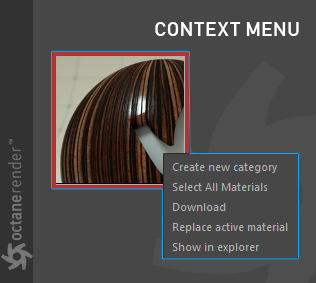 CONTEXT MENU
Create new category
Select All Materials
Download
Replace active material
Show in explorer
octanerender™